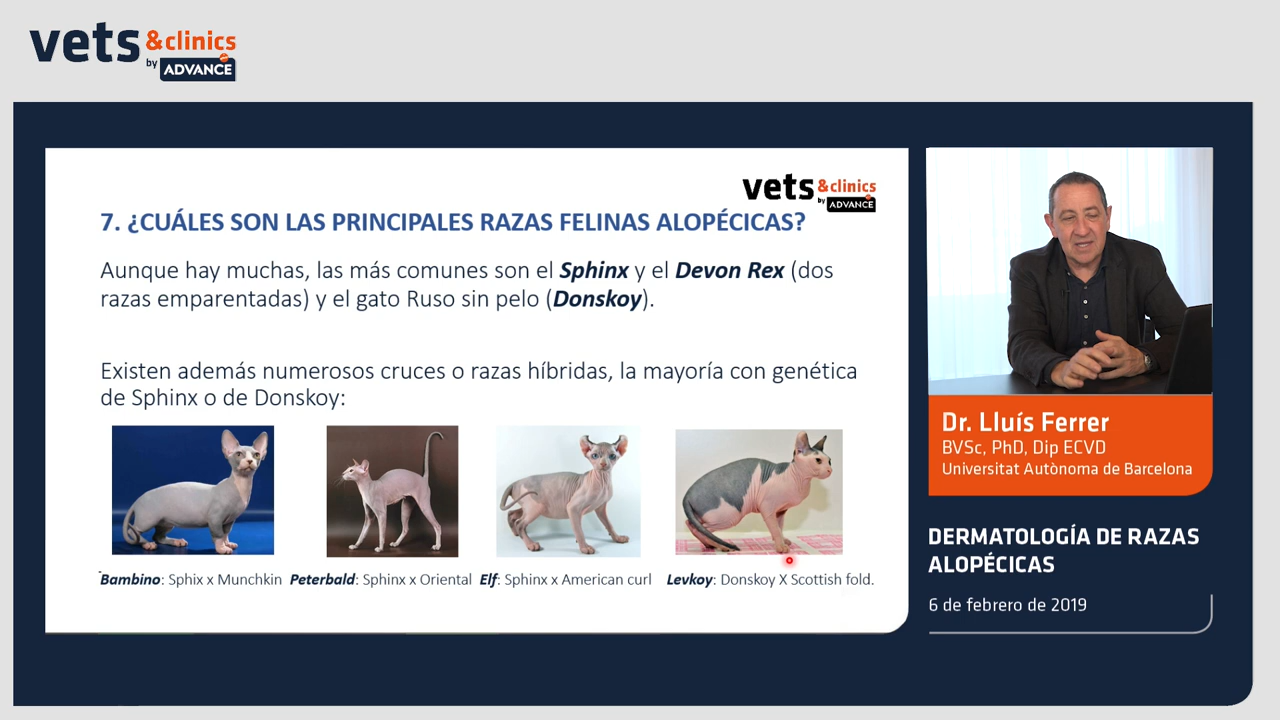 vets &clinics
by ADVANCE
vets &clinics
by ADVANCE
7. ¿CUÁLES SON LAS PRINCIPALES RAZAS FELINAS ALOPÉCICAS?
Aunque hay muchas, las más comunes son el Sphinx y el Devon Rex (dos
razas emparentadas) y el gato Ruso sin pelo (Donskoy).
Existen además numerosos cruces o razas híbridas, la mayoría con genética
de Sphinx o de Donskoy:
Bambino: Sphix x Munchkin
Peterbald: Sphinx x Oriental
Elf: Sphinx x American curl
Levkoy: Donskoy X Scottish fold.
Dr. Lluís Ferrer
BVSc, PhD, Dip ECVD
Universitat Autònoma de Barcelona
DERMATOLOGÍA DE RAZAS
ALOPÉCICAS
6 de febrero de 2019